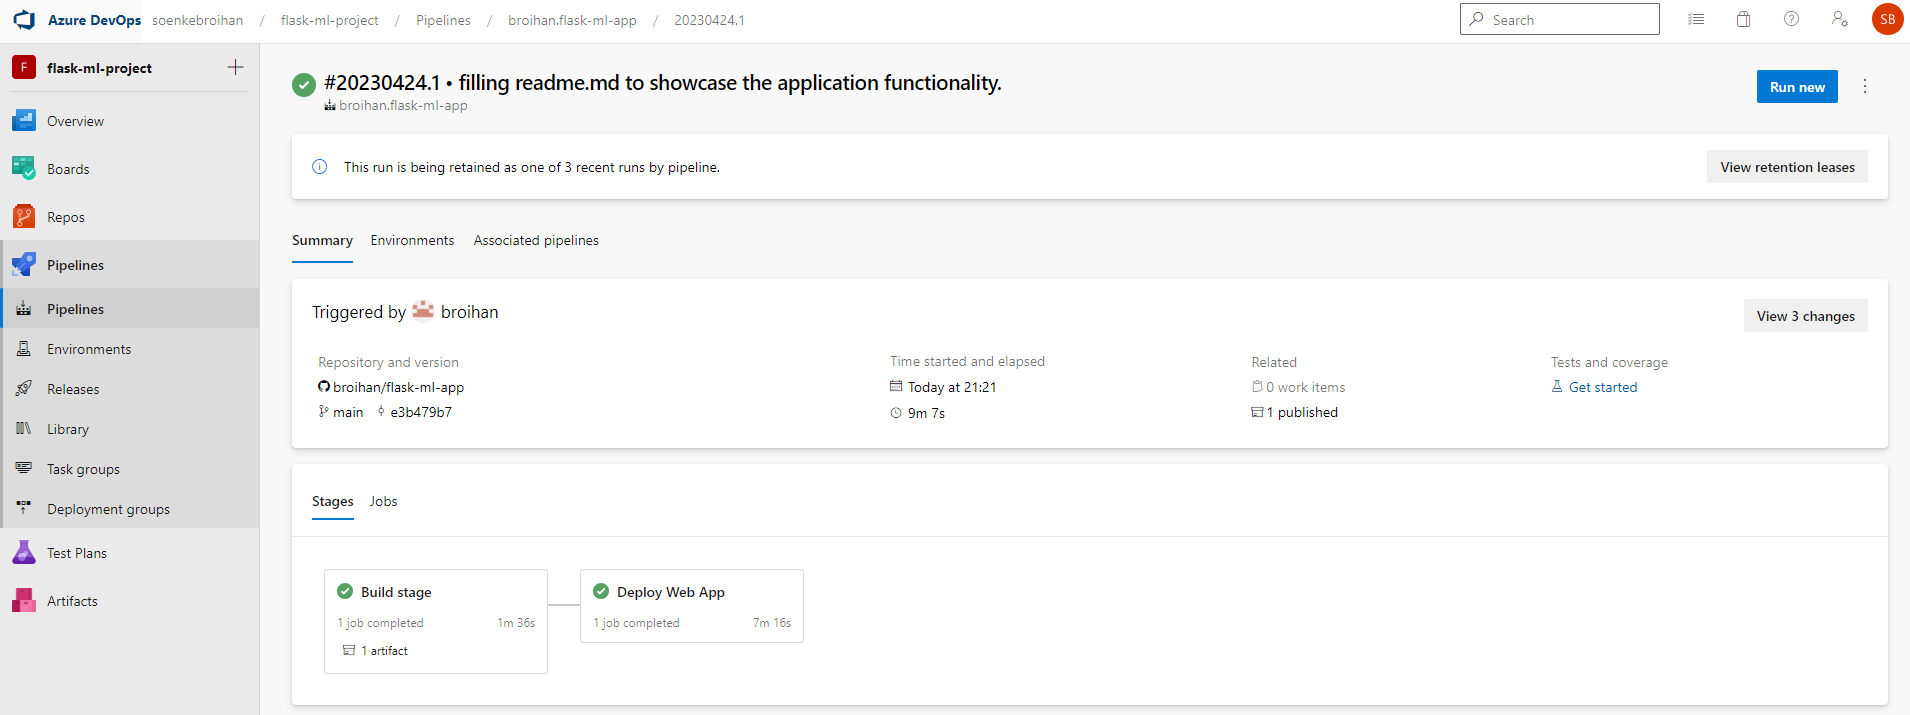 Azure DevOps soenkebroihan / flask-ml-project / Pipelines / broihan.flask-ml-app / 20230424.1 Search SB
F flask-ml-project
Overview
Boards
Repos
Pipelines
Pipelines
Environments
Releases
Library
Task groups
Deployment groups
Test Plans
Artifacts
#20230424.1 • filling readme.md to showcase the application functionality.
broihan.flask-ml-app
Run new
This run is being retained as one of 3 recent runs by pipeline.
View retention leases
Summary Environments Associated pipelines
Triggered by broihan
View 3 changes
Repository and version
broihan/flask-ml-app
main e3b479b7
Time started and elapsed
Today at 21:21
9m 7s
Related
0 work items
1 published
Tests and coverage
Get started
Stages Jobs
Build stage
1 job completed 1m 36s
1 artifact
Deploy Web App
1 job completed 7m 16s